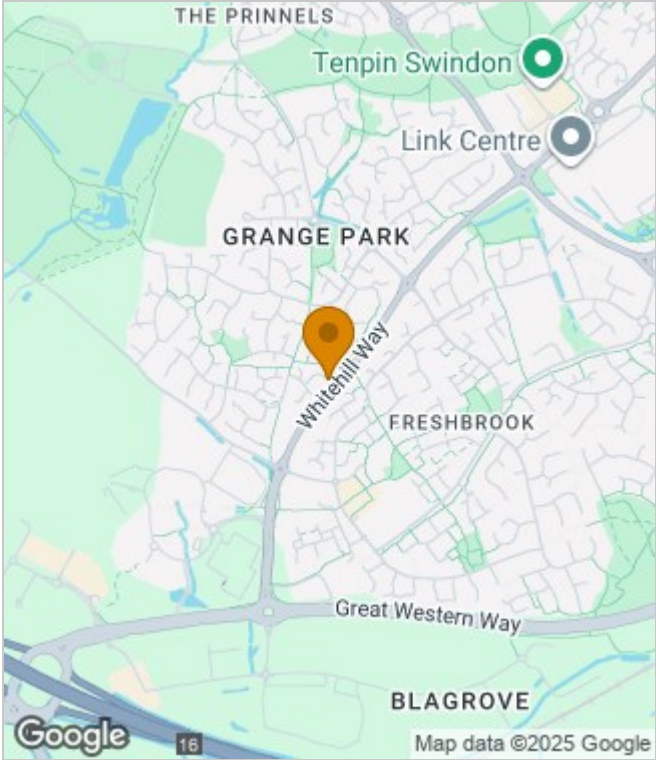 THE PRINNELS
Tenpin Swindon
Link Centre
GRANGE PARK
Whitehill Way
FRESHBROOK
Great Western Way
BLAGROVE
Google
16
Map data ©2025 Google